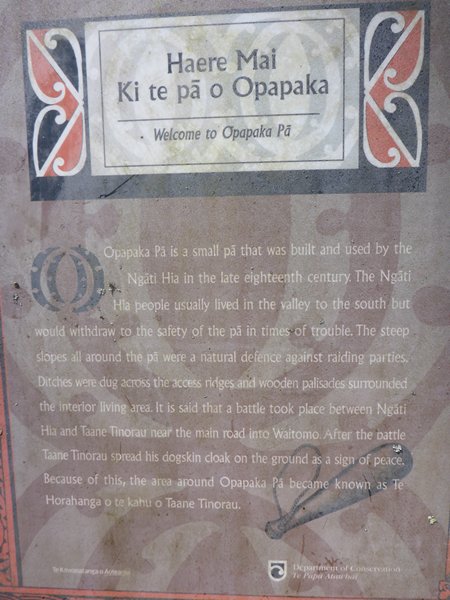 Haere Mai
Ki te pā o Opapaka
Welcome to Opapaka Pā
Opapaka Pā is a small pā that was built and used by the
Ngāti Hia in the late eighteenth century. The Ngāti
Hia people usually lived in the valley to the south but
would withdraw to the safety of the pā in times of trouble. The steep
slopes all around the pā were a natural defence against raiding parties.
Ditches were dug across the access ridges and wooden palisades surrounded
the interior living area. It is said that a battle took place between Ngāti
Hia and Taane Tinorau near the main road into Waitomo. After the battle
Taane Tinorau spread his dogskin cloak on the ground as a sign of peace.
Because of this, the area around Opapaka Pā became known as Te
Horahanga o te kahu o Taane Tinorau.
Te Kawanatanga o Aotearoa
Department of Conservation
Te Papa Atawhai